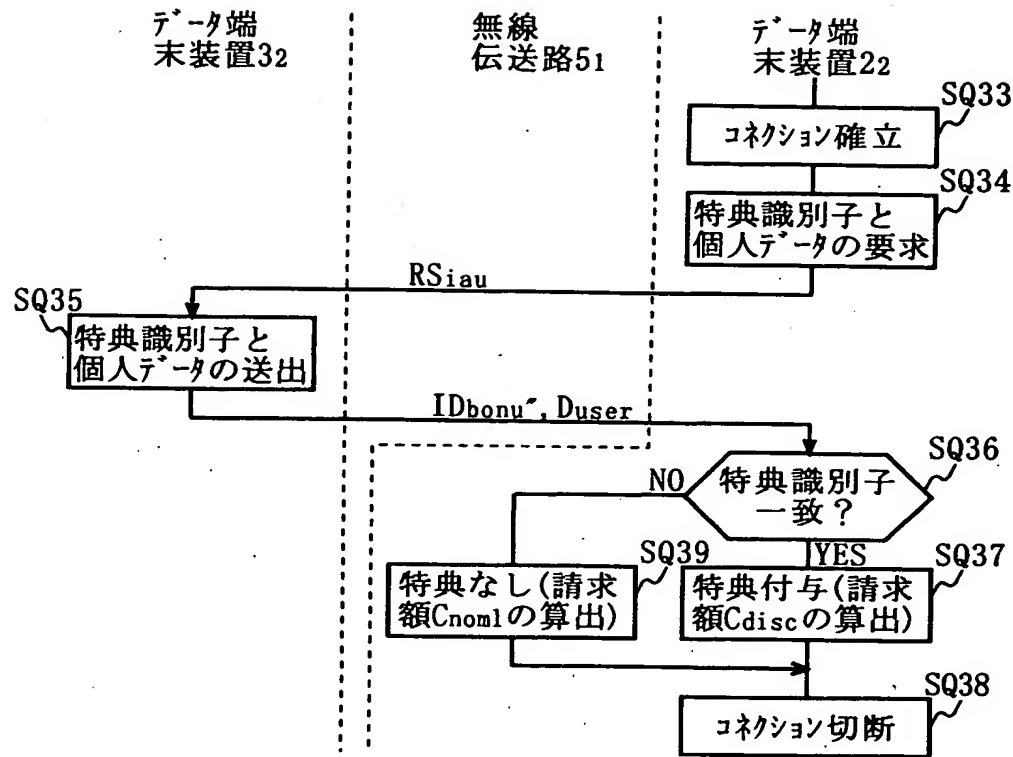 データ端
末装置32
無線
伝送路51
データ端
末装置22
SQ33
コネクション確立
SQ34
特典識別子と
個人データの要求
RSiau
SQ35
特典識別子と
個人データの送出
IDbonu", Duser
SQ36
特典識別子
一致?
NO
YES
SQ39
特典なし(請求
額Cnomlの算出)
SQ37
特典付与(請求
額Cdiscの算出)
SQ38
コネクション切断